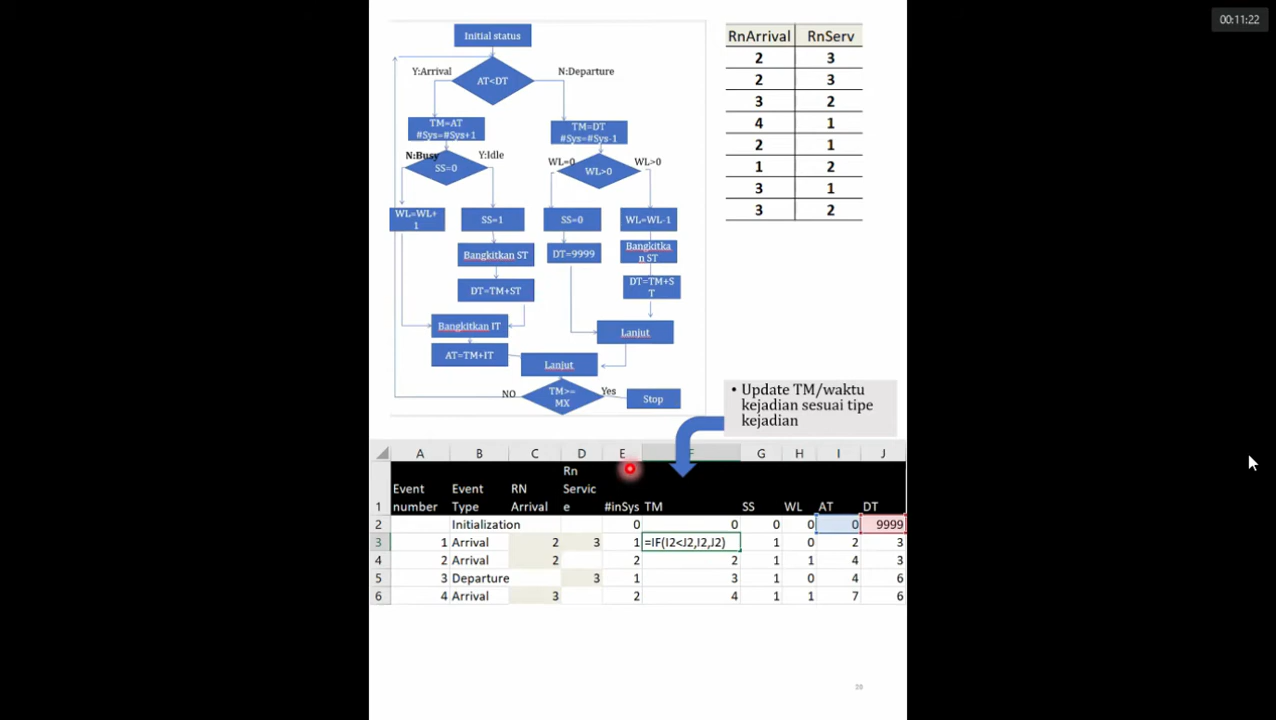 00:11:22
Initial status
Y:Arrival
AT<DT
N:Departure
TM=AT
#Sys=#Sys+1
TM=DT
#Sys=#Sys-1
N:Busy
SS=0
Y:Idle
WL=0
WL>0
WL>0
WL=WL+
1
SS=1
SS=0
WL=WL-1
Bangkitkan ST
DT=9999
Bangkitka
n ST
DT=TM+ST
DT=TM+S
T
Bangkitkan IT
Lanjut
AT=TM+IT
Lanjut
NO
TM>=
MX
Yes
Stop
RnArrival RnServ
2 3
2 3
3 2
4 1
2 1
1 2
3 1
3 2
• Update TM/waktu
kejadian sesuai tipe
kejadian
A B C D E F G H I J
1 Event number Event Type RN Arrival Rn Servic e #inSys TM SS WL AT DT
2 Initialization 0 0 0 0 0 9999
3 1 Arrival 2 3 1 =IF(I2<J2,I2,J2) 1 0 2 3
4 2 Arrival 2 2 2 1 1 4 3
5 3 Departure 3 1 3 1 0 4 6
6 4 Arrival 3 2 4 1 1 7 6
20